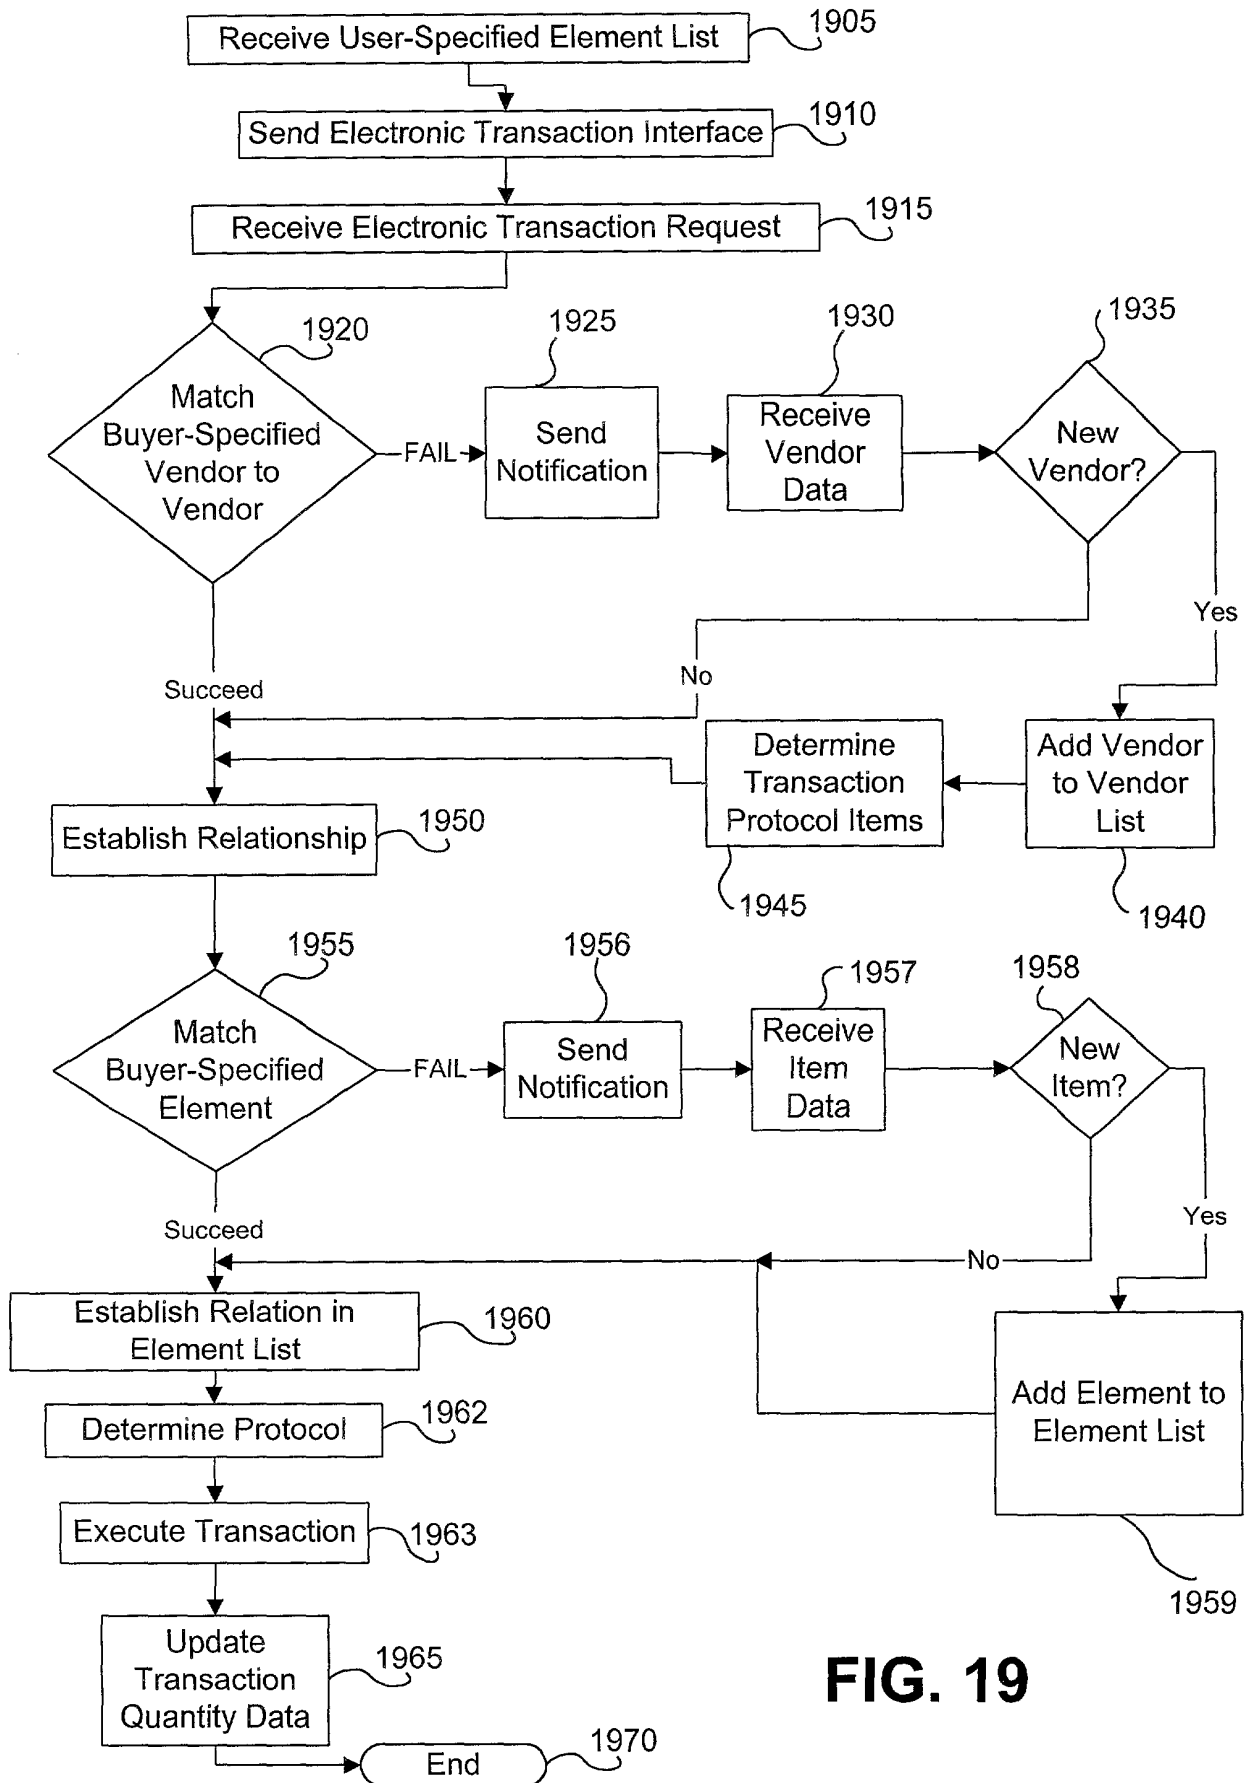 Receive User-Specified Element List
1905
Send Electronic Transaction Interface
1910
Receive Electronic Transaction Request
1915
1920
Match
Buyer-Specified
Vendor to
Vendor
FAIL
1925
Send
Notification
1930
Receive
Vendor
Data
1935
New
Vendor?
Yes
No
Succeed
Determine
Transaction
Protocol Items
1945
Add Vendor
to Vendor
List
1940
Establish Relationship
1950
1955
Match
Buyer-Specified
Element
FAIL
1956
Send
Notification
1957
Receive
Item
Data
1958
New
Item?
Yes
No
Succeed
Establish Relation in
Element List
1960
Add Element to
Element List
1959
Determine Protocol
1962
Execute Transaction
1963
Update
Transaction
Quantity Data
1965
End
1970
FIG. 19